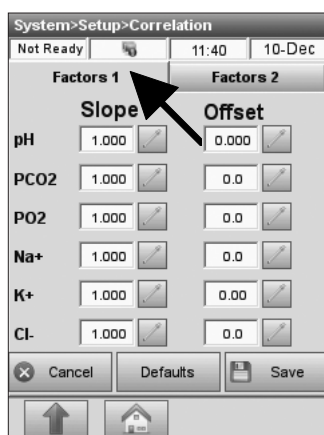 System>Setup>Correlation
Not Ready 11:40 10-Dec
Factors 1 Factors 2
Slope Offset
pH 1.000 0.000
PCO2 1.000 0.0
PO2 1.000 0.0
Na+ 1.000 0.0
K+ 1.000 0.00
Cl- 1.000 0.0
Cancel Defaults Save